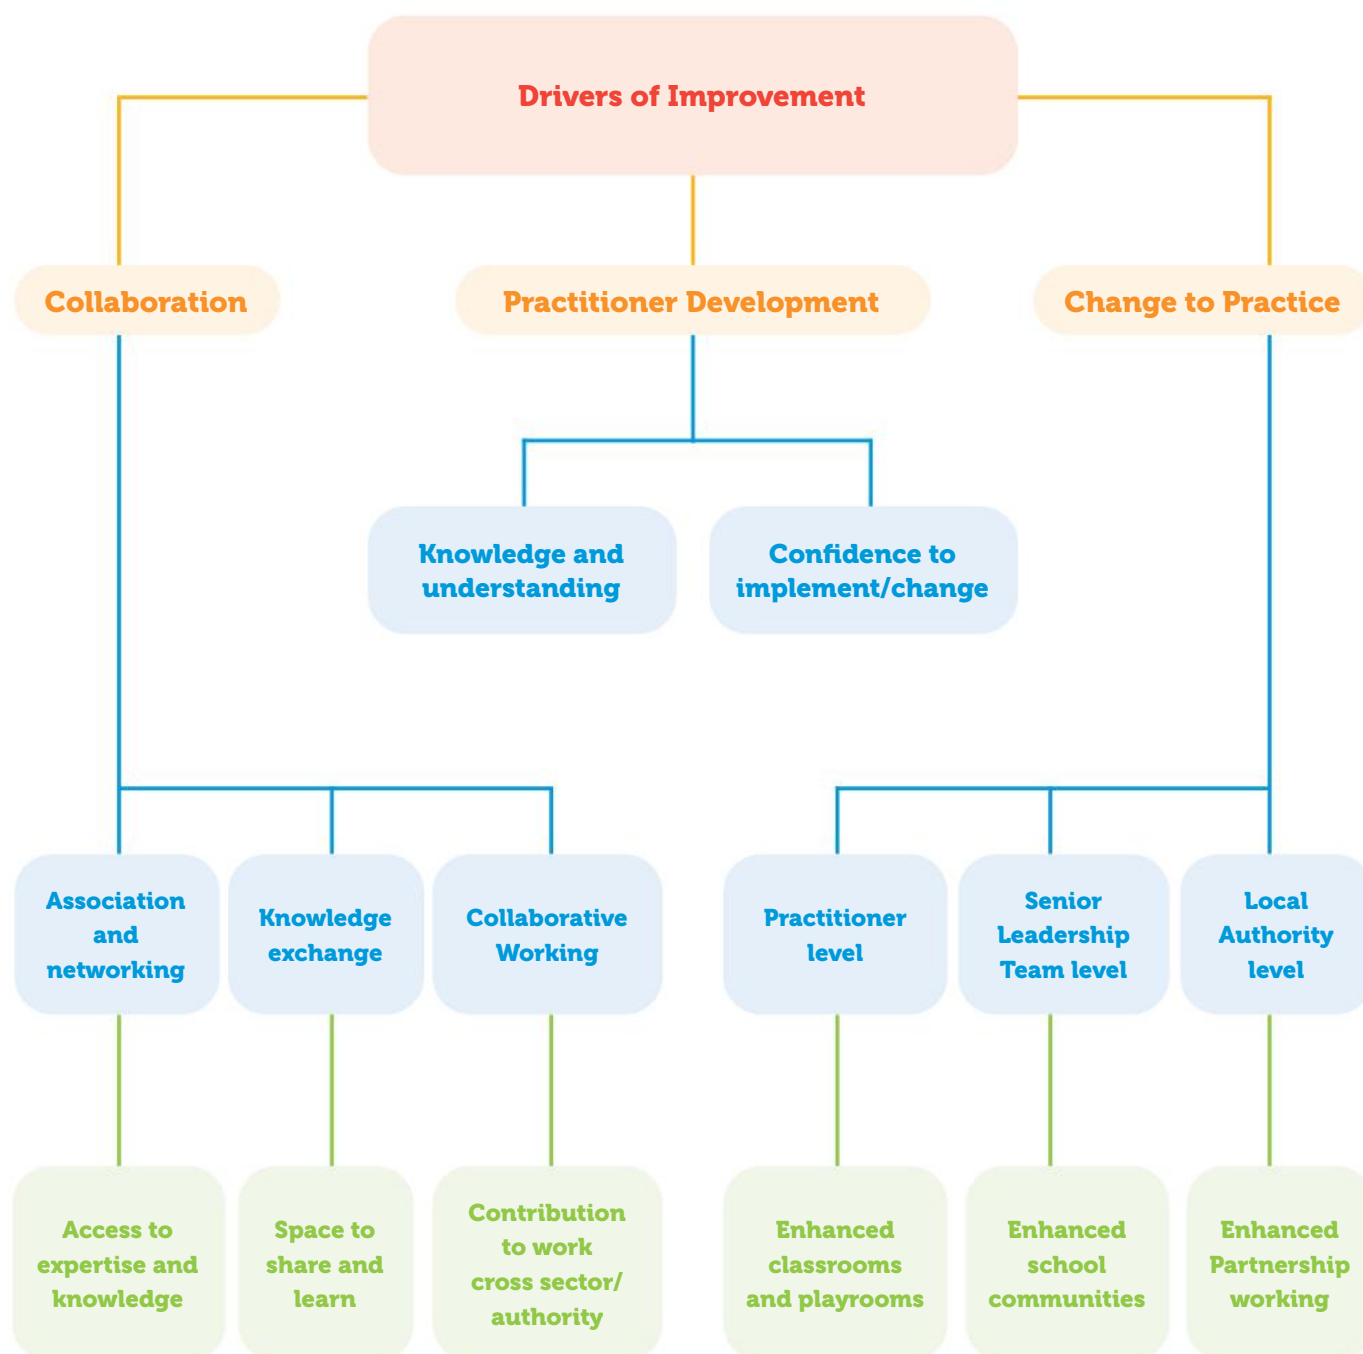 Drivers of Improvement
Collaboration
Practitioner Development
Change to Practice
Knowledge and
understanding
Confidence to
implement/change
Association
and
networking
Knowledge
exchange
Collaborative
Working
Practitioner
level
Senior
Leadership
Team level
Local
Authority
level
Access to
expertise and
knowledge
Space to
share and
learn
Contribution
to work
cross sector/
authority
Enhanced
classrooms
and playrooms
Enhanced
school
communities
Enhanced
Partnership
working